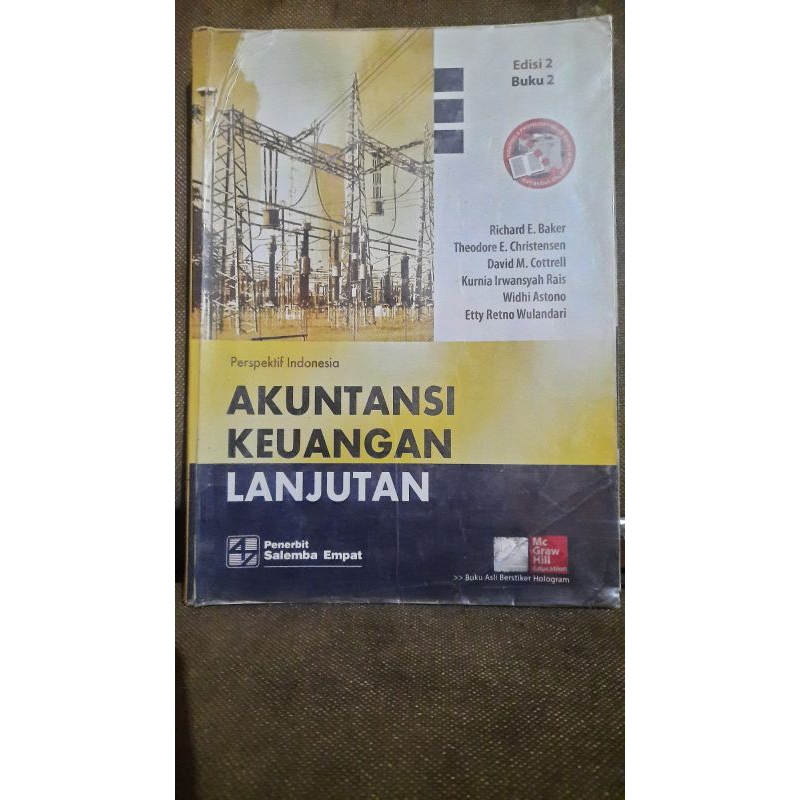 Edisi 2
Buku 2
Richard E. Baker
Theodore E. Christensen
David M. Cottrell
Kurnia Irwansyah Rais
Widhi Astono
Etty Retno Wulandari
Perspektif Indonesia
AKUNTANSI
KEUANGAN
LANJUTAN
Penerbit
Salemba Empat
Mc
Graw
Hill
Education
>> Buku Asli Berstiker Hologram